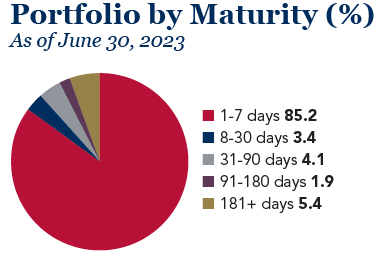 Portfolio by Maturity (%)
As of June 30, 2023
1-7 days 85.2
8-30 days 3.4
31-90 days 4.1
91-180 days 1.9
181+ days 5.4